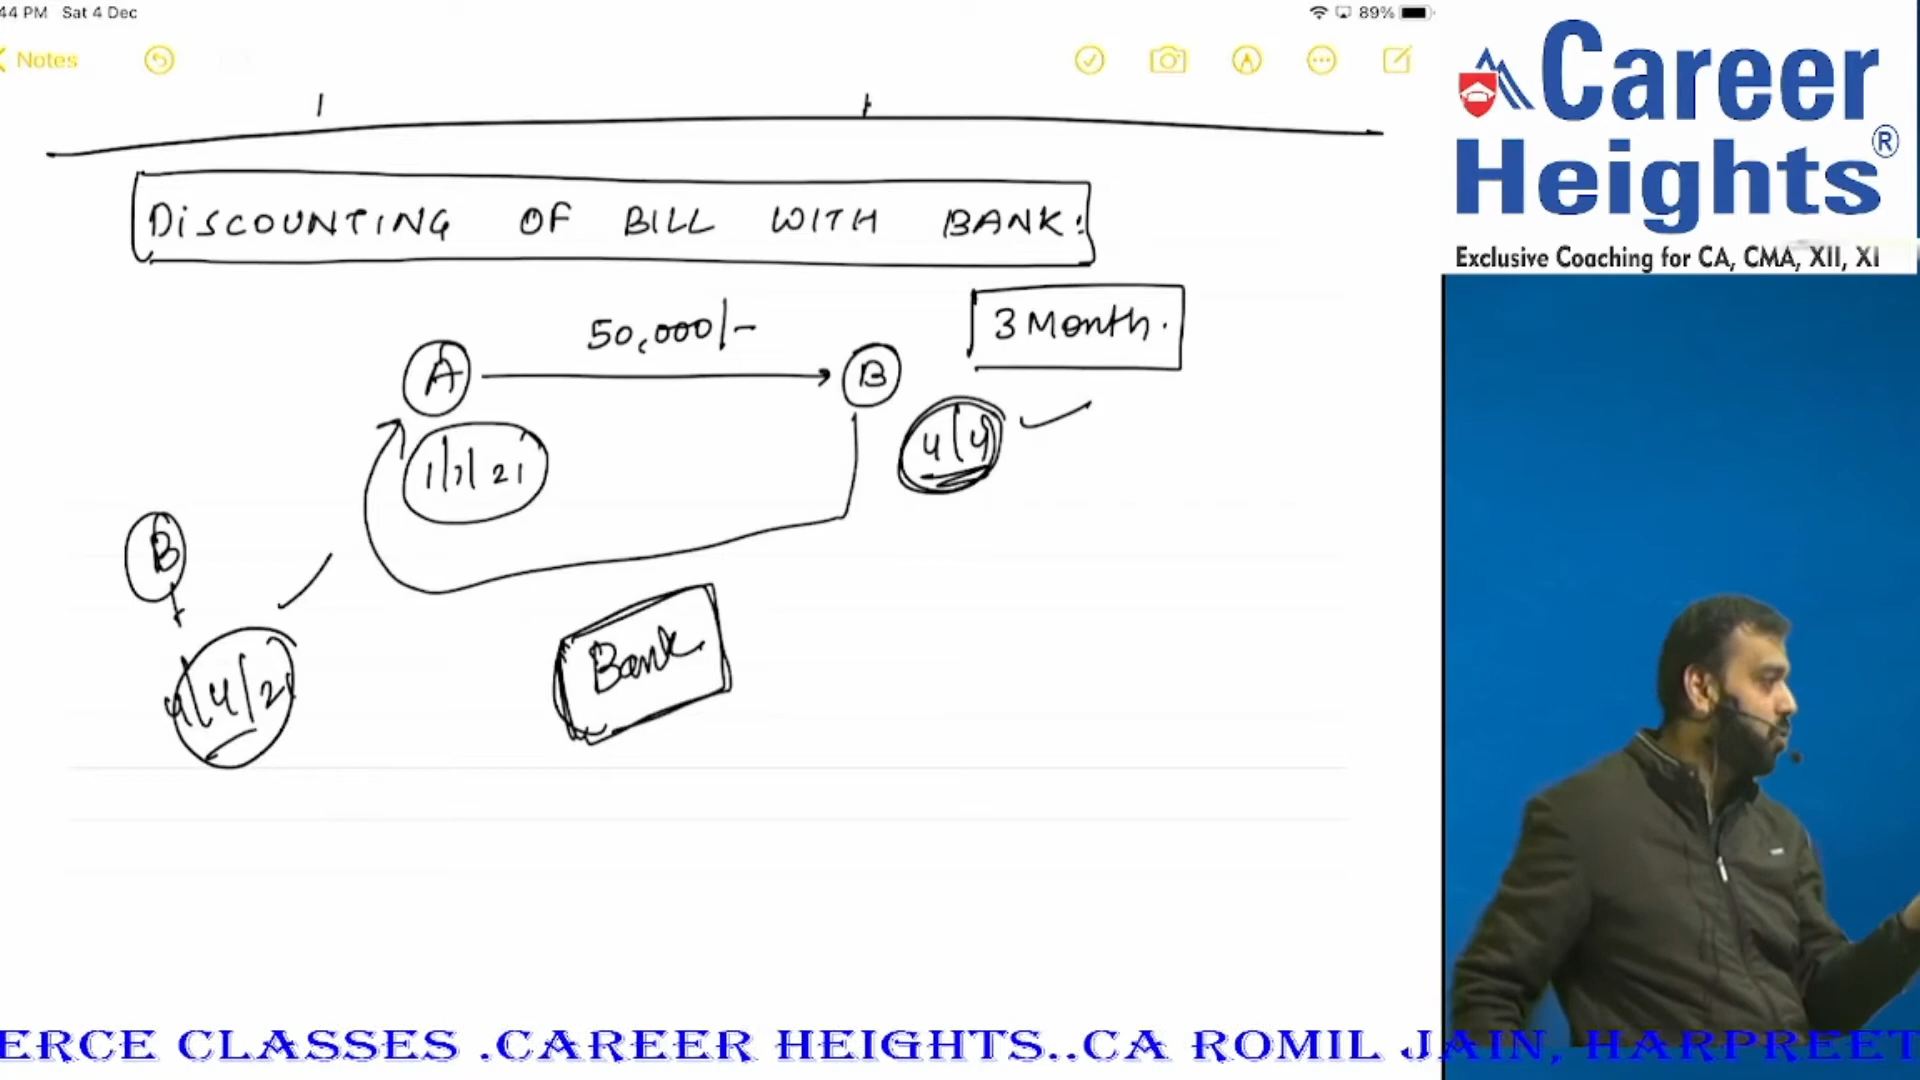 44 PM Sat 4 Dec
89%
Notes
DISCOUNTING OF BILL WITH BANK:
50,000/-
3 Month.
A
B
1/1/21
4/4
B
4/4/21
Bank
Career
Heights®
Exclusive Coaching for CA, CMA, XII, XI
ERCE CLASSES .CAREER HEIGHTS..CA ROMIL JAIN, HARPREET